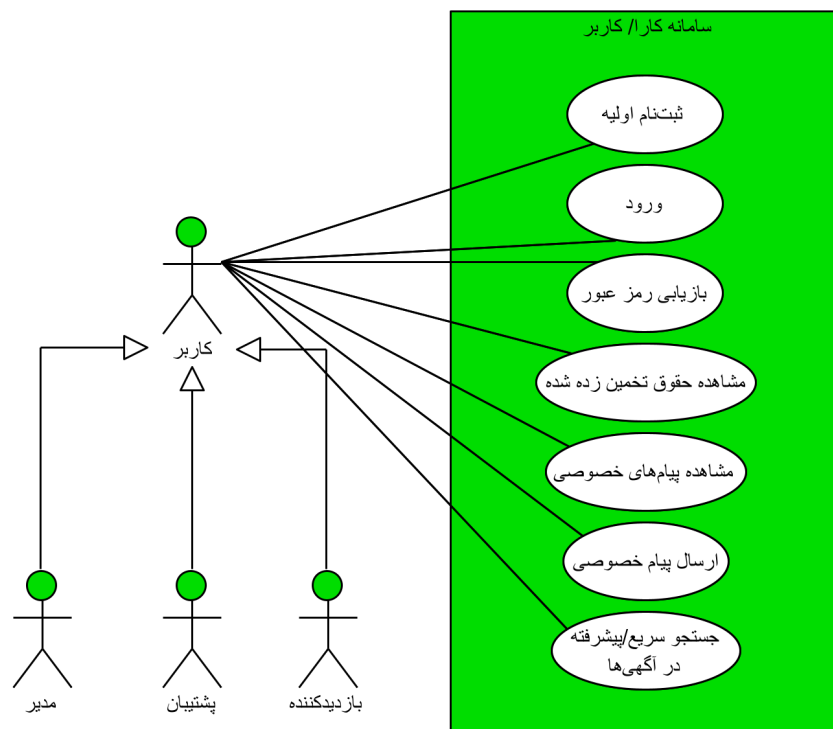 سامانه کارا/ کاربر
ثبت‌نام اولیه
ورود
بازیابی رمز عبور
کاربر
مشاهده حقوق تخمین زده شده
مشاهده پیام‌های خصوصی
ارسال پیام خصوصی
جستجو سریع/پیشرفته
در آگهی‌ها
بازدیدکننده
پشتیبان
مدیر